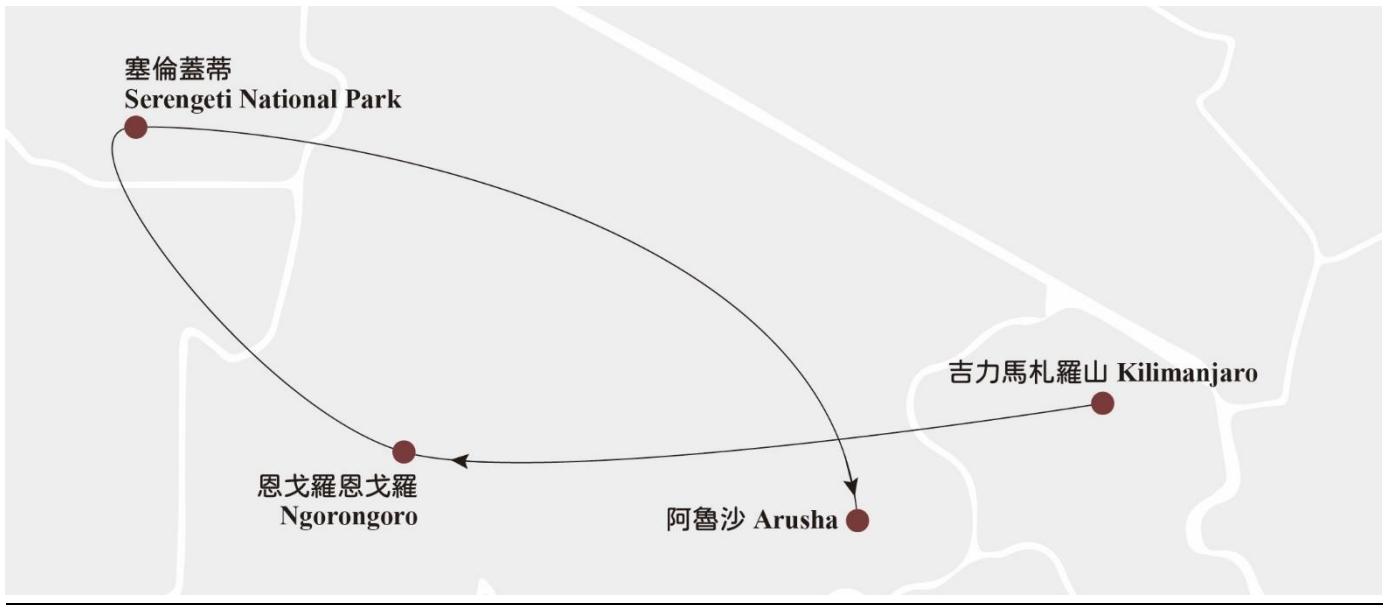 塞倫蓋蒂
Serengeti National Park
吉力馬札羅山 Kilimanjaro
恩戈羅恩戈羅
Ngorongoro
阿魯沙 Arusha